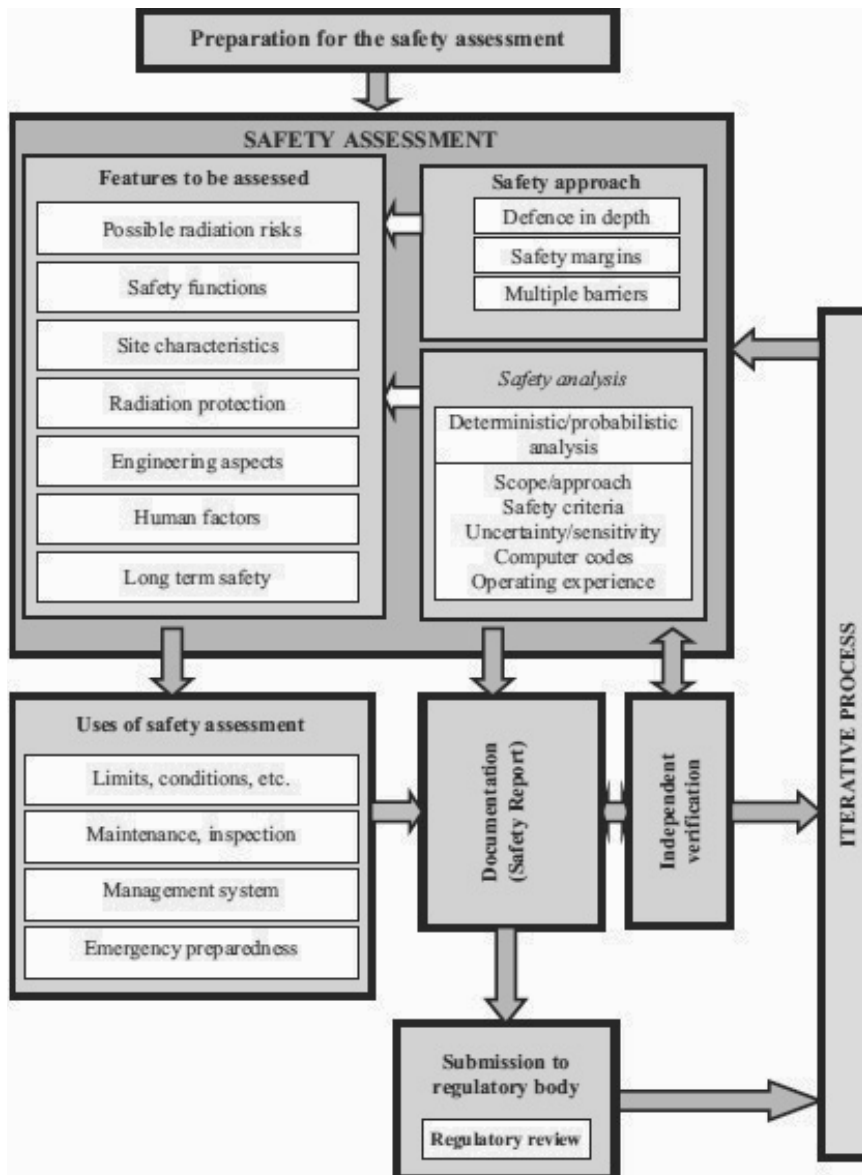 Preparation for the safety assessment
SAFETY ASSESSMENT
Features to be assessed
Possible radiation risks
Safety functions
Site characteristics
Radiation protection
Engineering aspects
Human factors
Long term safety
Safety approach
Defence in depth
Safety margins
Multiple barriers
Safety analysis
Deterministic/probabilistic
analysis
Scope/approach
Safety criteria
Uncertainty/sensitivity
Computer codes
Operating experience
Uses of safety assessment
Limits, conditions, etc.
Maintenance, inspection
Management system
Emergency preparedness
Documentation
(Safety Report)
Independent
verification
ITERATIVE PROCESS
Submission to
regulatory body
Regulatory review